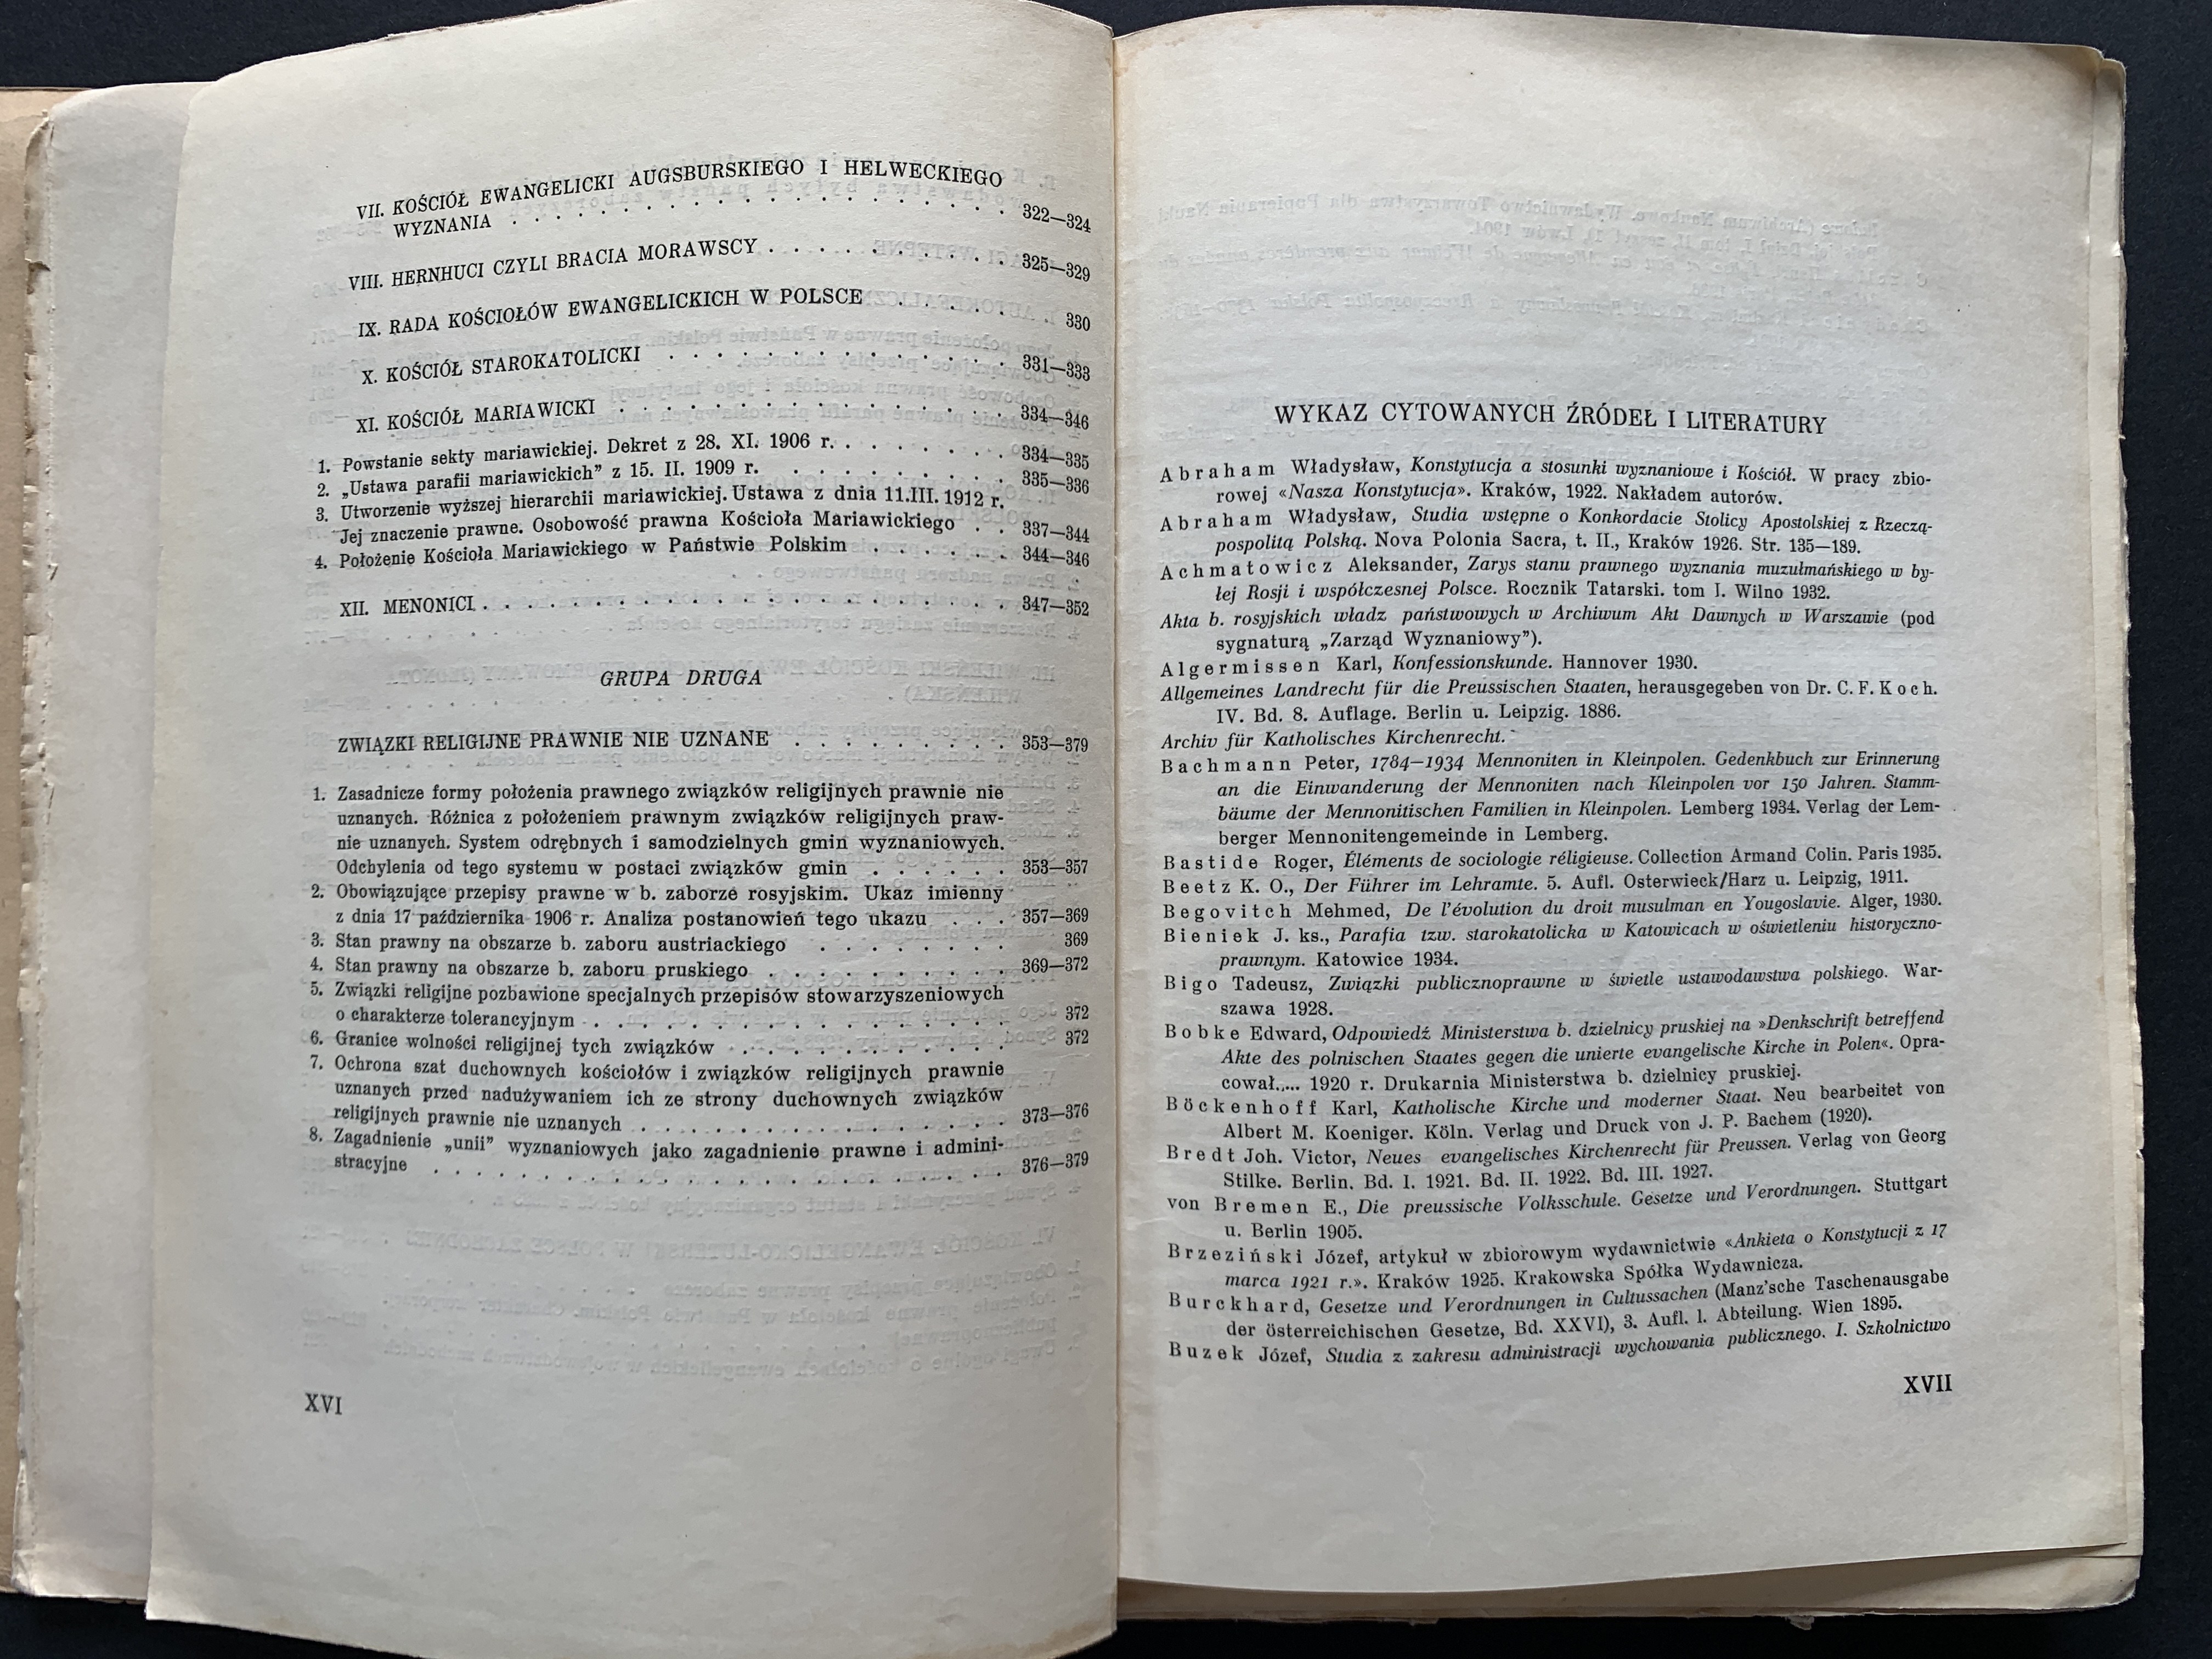 VII. KOŚCIÓŁ EWANGELICKI AUGSBURSKIEGO I HELWECKIEGO
WYZNANIA . . . . . . . . . . . . . . . . . . 322—324
VIII. HERNHUCI CZYLI BRACIA MORAWSCY . . . . . . . . . 325—329
IX. RADA KOŚCIOŁÓW EWANGELICKICH W POLSCE . . . . . 330
X. KOŚCIÓŁ STAROKATOLICKI . . . . . . . . . . . . . 331—333
XI. KOŚCIÓŁ MARIAWICKI . . . . . . . . . . . . . . . 334—346
1. Powstanie sekty mariawickiej. Dekret z 28. XI. 1906 r. . . . . . . 334—335
2. „Ustawa parafii mariawickich” z 15. II. 1909 r. . . . . . . . . 335—336
3. Utworzenie wyższej hierarchii mariawickiej. Ustawa z dnia 11.III. 1912 r.
Jej znaczenie prawne. Osobowość prawna Kościoła Mariawickiego . . 337—344
4. Położenie Kościoła Mariawickiego w Państwie Polskim . . . . . . 344—346
XII. MENONICI . . . . . . . . . . . . . . . . . . . 347—352
GRUPA DRUGA
ZWIĄZKI RELIGIJNE PRAWNIE NIE UZNANE . . . . . . . . . 353—379
1. Zasadnicze formy położenia prawnego związków religijnych prawnie nie
uznanych. Różnica z położeniem prawnym związków religijnych praw-
nie uznanych. System odrębnych i samodzielnych gmin wyznaniowych.
Odchylenia od tego systemu w postaci związków gmin . . . . . . 353—357
2. Obowiązujące przepisy prawne w b. zaborze rosyjskim. Ukaz imienny
z dnia 17 października 1906 r. Analiza postanowień tego ukazu . . . 357—369
3. Stan prawny na obszarze b. zaboru austriackiego . . . . . . . . 369
4. Stan prawny na obszarze b. zaboru pruskiego . . . . . . . . . 369—372
5. Związki religijne pozbawione specjalnych przepisów stowarzyszeniowych
o charakterze tolerancyjnym . . . . . . . . . . . . . . . . 372
6. Granice wolności religijnej tych związków . . . . . . . . . . 372
7. Ochrona szat duchownych kościołów i związków religijnych prawnie
uznanych przed nadużywaniem ich ze strony duchownych związków
religijnych prawnie nie uznanych . . . . . . . . . . . . . . 373—376
8. Zagadnienie „unii” wyznaniowych jako zagadnienie prawne i admini-
stracyjne . . . . . . . . . . . . . . . . . . . . . . 376—379
XVI
WYKAZ CYTOWANYCH ŹRÓDEŁ I LITERATURY
Abraham Władysław, Konstytucja a stosunki wyznaniowe i Kościół. W pracy zbio-
rowej «Nasza Konstytucja». Kraków, 1922. Nakładem autorów.
Abraham Władysław, Studia wstępne o Konkordacie Stolicy Apostolskiej z Rzeczą-
pospolitą Polską. Nova Polonia Sacra, t. II., Kraków 1926. Str. 135—189.
Achmatowicz Aleksander, Zarys stanu prawnego wyznania muzułmańskiego w by-
łej Rosji i współczesnej Polsce. Rocznik Tatarski. tom I. Wilno 1932.
Akta b. rosyjskich władz państwowych w Archiwum Akt Dawnych w Warszawie (pod
sygnaturą „Zarząd Wyznaniowy”).
Algermissen Karl, Konfessionskunde. Hannover 1930.
Allgemeines Landrecht für die Preussischen Staaten, herausgegeben von Dr. C. F. Koch.
IV. Bd. 8. Auflage. Berlin u. Leipzig. 1886.
Archiv für Katholisches Kirchenrecht.
Bachmann Peter, 1784—1934 Mennoniten in Kleinpolen. Gedenkbuch zur Erinnerung
an die Einwanderung der Mennoniten nach Kleinpolen vor 150 Jahren. Stamm-
bäume der Mennonitischen Familien in Kleinpolen. Lemberg 1934. Verlag der Lem-
berger Mennonitengemeinde in Lemberg.
Bastide Roger, Éléments de sociologie réligieuse. Collection Armand Colin. Paris 1935.
Beetz K. O., Der Führer im Lehramte. 5. Aufl. Osterwieck/Harz u. Leipzig, 1911.
Begovitch Mehmed, De l'évolution du droit musulman en Yougoslavie. Alger, 1930.
Bieniek J. ks., Parafia tzw. starokatolicka w Katowicach w oświetleniu historyczno-
prawnym. Katowice 1934.
Bigo Tadeusz, Związki publicznoprawne w świetle ustawodawstwa polskiego. War-
szawa 1928.
Bobke Edward, Odpowiedź Ministerstwa b. dzielnicy pruskiej na »Denkschrift betreffend
Akte des polnischen Staates gegen die unierte evangelische Kirche in Polen«. Opra-
cował..... 1920 r. Drukarnia Ministerstwa b. dzielnicy pruskiej.
Böckenhoff Karl, Katholische Kirche und moderner Staat. Neu bearbeitet von
Albert M. Koeniger. Köln. Verlag und Druck von J. P. Bachem (1920).
Bredt Joh. Victor, Neues evangelisches Kirchenrecht für Preussen. Verlag von Georg
Stilke. Berlin. Bd. I. 1921. Bd. II. 1922. Bd. III. 1927.
von Bremen E., Die preussische Volksschule. Gesetze und Verordnungen. Stuttgart
u. Berlin 1905.
Brzeziński Józef, artykuł w zbiorowym wydawnictwie «Ankieta o Konstytucji z 17
marca 1921 r.». Kraków 1925. Krakowska Spółka Wydawnicza.
Burckhard, Gesetze und Verordnungen in Cultussachen (Manz'sche Taschenausgabe
der österreichischen Gesetze, Bd. XXVI), 3. Aufl. 1. Abteilung. Wien 1895.
Buzek Józef, Studia z zakresu administracji wychowania publicznego. I. Szkolnictwo
XVII